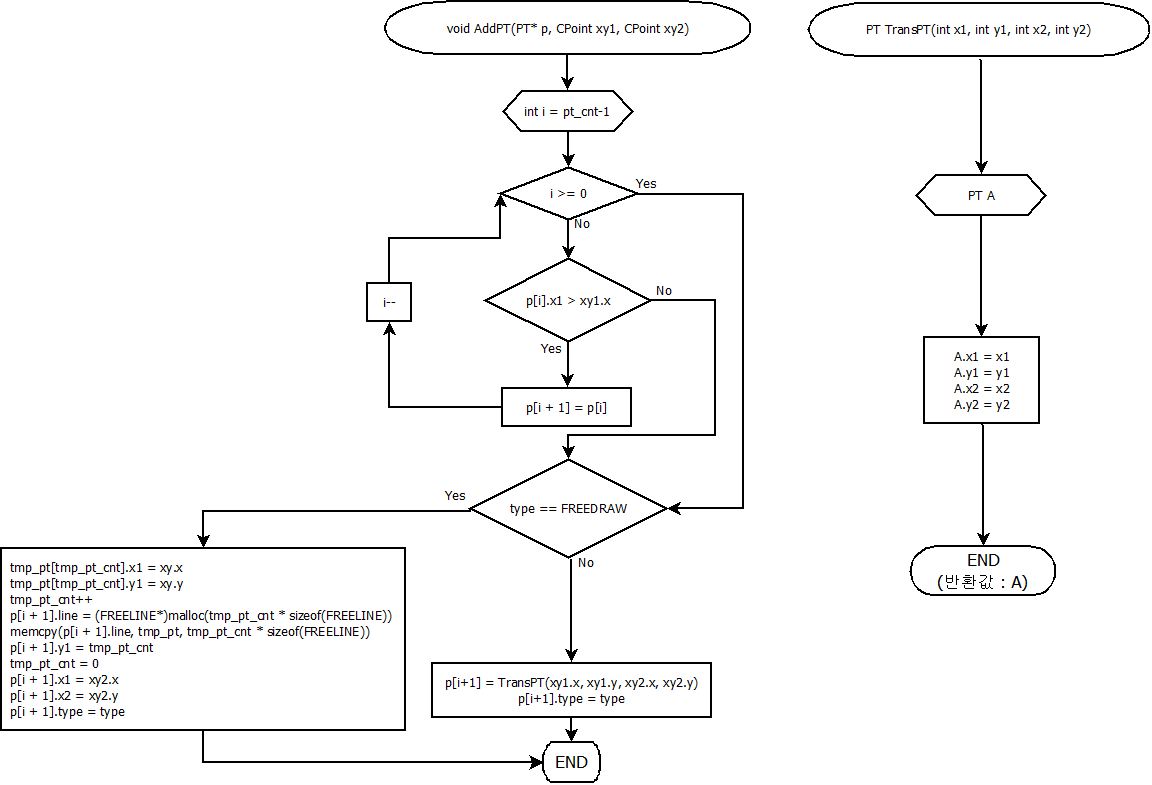 void AddPT(PT* p, CPoint xy1, CPoint xy2)
int i = pt_cnt-1
i >= 0
Yes
No
i--
p[i].x1 > xy1.x
No
Yes
p[i + 1] = p[i]
type == FREEDRAW
Yes
No
tmp_pt[tmp_pt_cnt].x1 = xy.x
tmp_pt[tmp_pt_cnt].y1 = xy.y
tmp_pt_cnt++
p[i + 1].line = (FREELINE*)malloc(tmp_pt_cnt * sizeof(FREELINE))
memcpy(p[i + 1].line, tmp_pt, tmp_pt_cnt * sizeof(FREELINE))
p[i + 1].y1 = tmp_pt_cnt
tmp_pt_cnt = 0
p[i + 1].x1 = xy2.x
p[i + 1].x2 = xy2.y
p[i + 1].type = type
p[i+1] = TransPT(xy1.x, xy1.y, xy2.x, xy2.y)
p[i+1].type = type
END
PT TransPT(int x1, int y1, int x2, int y2)
PT A
A.x1 = x1
A.y1 = y1
A.x2 = x2
A.y2 = y2
END
(반환값 : A)